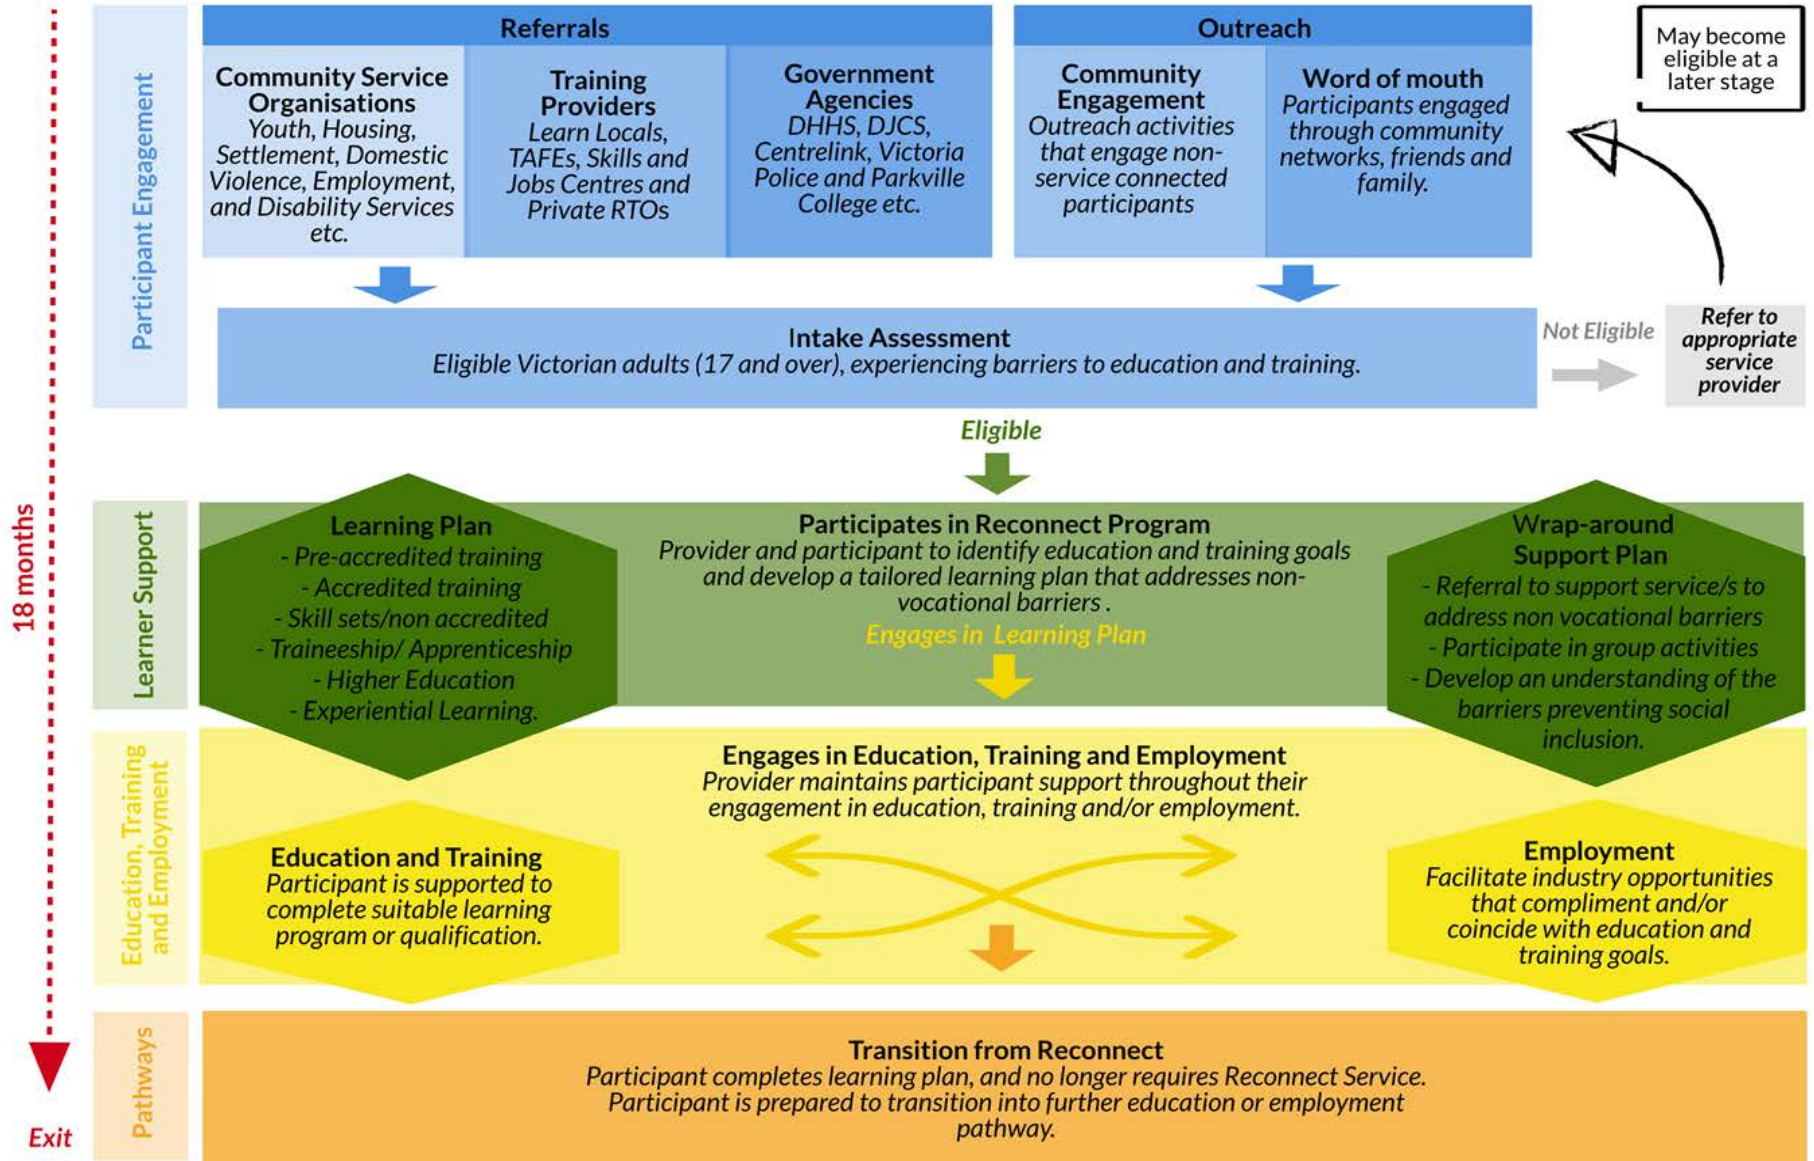 18 months
Exit
Participant Engagement
Referrals
Community Service
Organisations
Youth, Housing,
Settlement, Domestic
Violence, Employment,
and Disability Services
etc.
Training
Providers
Learn Locals,
TAFEs, Skills and
Jobs Centres and
Private RTOs
Government
Agencies
DHHS, DJCS,
Centrelink, Victoria
Police and Parkville
College etc.
Outreach
Community
Engagement
Outreach activities
that engage non-
service connected
participants
Word of mouth
Participants engaged
through community
networks, friends and
family.
May become
eligible at a
later stage
Intake Assessment
Eligible Victorian adults (17 and over), experiencing barriers to education and training.
Not Eligible
Refer to
appropriate
service
provider
Eligible
Learner Support
Learning Plan
- Pre-accredited training
- Accredited training
- Skill sets/non accredited
- Traineeship/ Apprenticeship
- Higher Education
- Experiential Learning.
Participates in Reconnect Program
Provider and participant to identify education and training goals
and develop a tailored learning plan that addresses non-
vocational barriers .
Engages in Learning Plan
Wrap-around
Support Plan
- Referral to support service/s to
address non vocational barriers
- Participate in group activities
- Develop an understanding of the
barriers preventing social
inclusion.
Education, Training
and Employment
Engages in Education, Training and Employment
Provider maintains participant support throughout their
engagement in education, training and/or employment.
Education and Training
Participant is supported to
complete suitable learning
program or qualification.
Employment
Facilitate industry opportunities
that compliment and/or
coincide with education and
training goals.
Pathways
Transition from Reconnect
Participant completes learning plan, and no longer requires Reconnect Service.
Participant is prepared to transition into further education or employment
pathway.